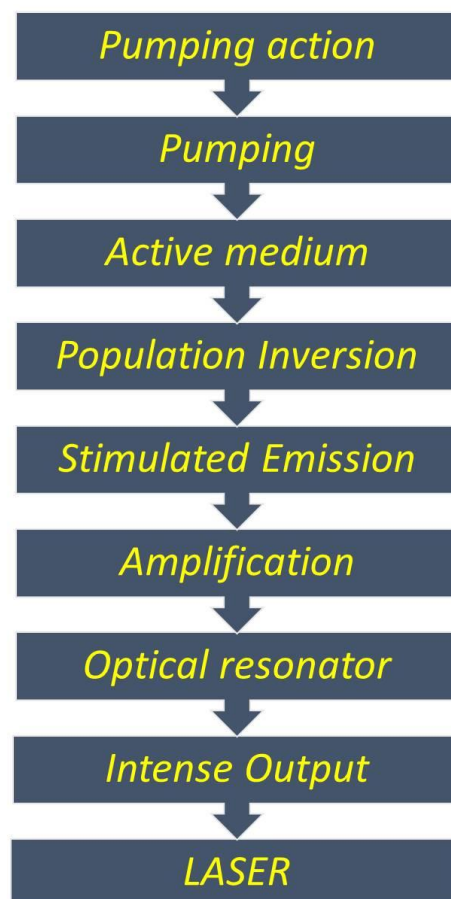 Pumping action
Pumping
Active medium
Population Inversion
Stimulated Emission
Amplification
Optical resonator
Intense Output
LASER